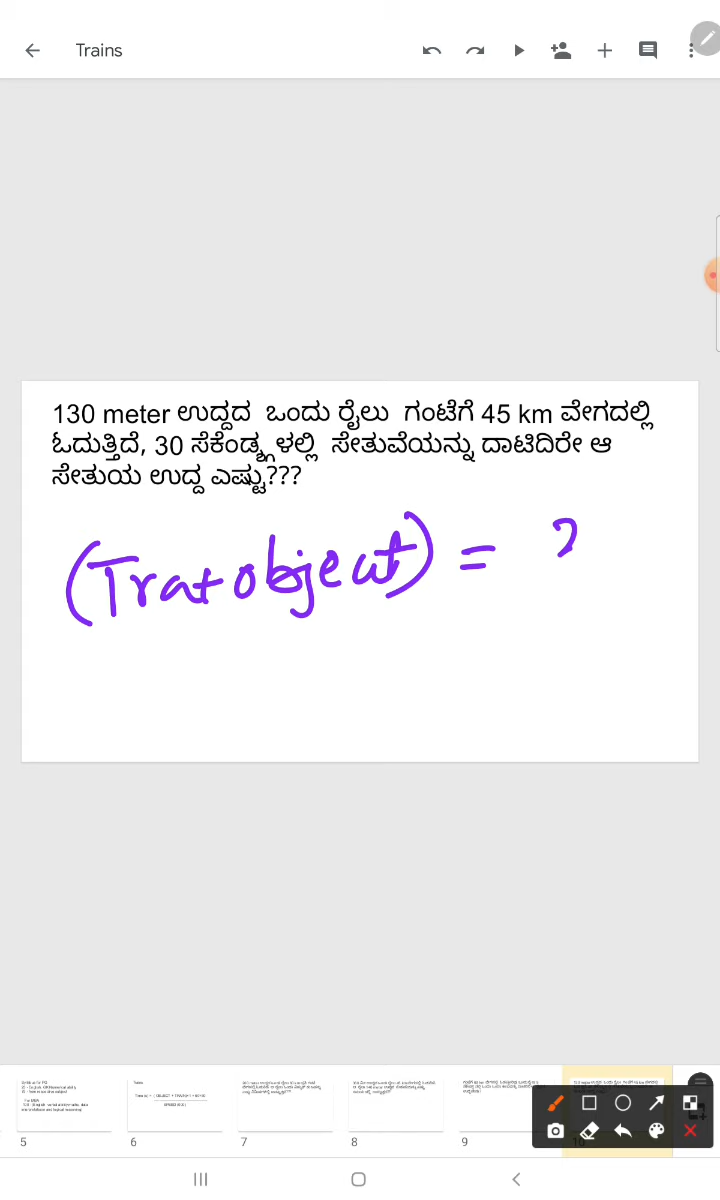 Trains
130 meter ಉದ್ದದ ಒಂದು ರೈಲು ಗಂಟೆಗೆ 45 km ವೇಗದಲ್ಲಿ
ಓದುತ್ತಿದೆ, 30 ಸೆಕೆಂಡ್ಗಳಲ್ಲಿ ಸೇತುವೆಯನ್ನು ದಾಟಿದಿರೇ ಆ
ಸೇತುಯ ಉದ್ದ ಎಷ್ಟು???
(Tra+object) = ?
5
6
7
8
9
10